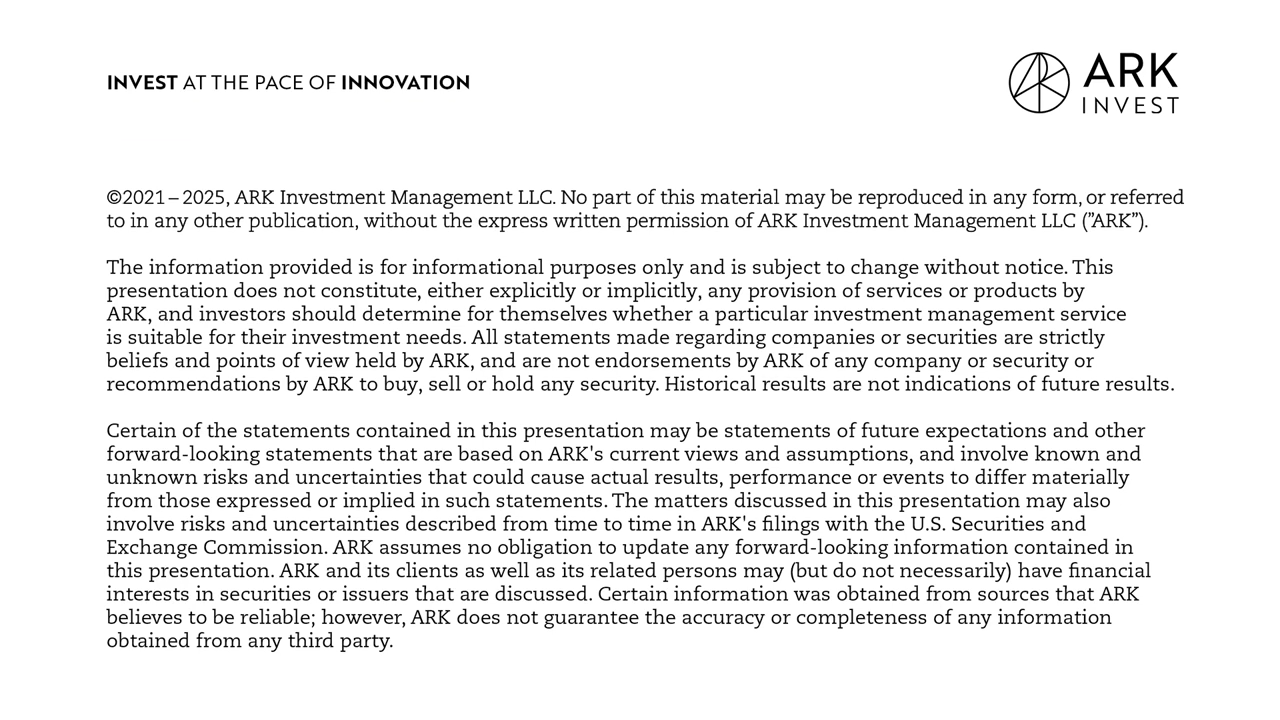 INVEST AT THE PACE OF INNOVATION
ARK
INVEST
©2021–2025, ARK Investment Management LLC. No part of this material may be reproduced in any form, or referred
to in any other publication, without the express written permission of ARK Investment Management LLC (”ARK”).
The information provided is for informational purposes only and is subject to change without notice. This
presentation does not constitute, either explicitly or implicitly, any provision of services or products by
ARK, and investors should determine for themselves whether a particular investment management service
is suitable for their investment needs. All statements made regarding companies or securities are strictly
beliefs and points of view held by ARK, and are not endorsements by ARK of any company or security or
recommendations by ARK to buy, sell or hold any security. Historical results are not indications of future results.
Certain of the statements contained in this presentation may be statements of future expectations and other
forward-looking statements that are based on ARK's current views and assumptions, and involve known and
unknown risks and uncertainties that could cause actual results, performance or events to differ materially
from those expressed or implied in such statements. The matters discussed in this presentation may also
involve risks and uncertainties described from time to time in ARK's filings with the U.S. Securities and
Exchange Commission. ARK assumes no obligation to update any forward-looking information contained in
this presentation. ARK and its clients as well as its related persons may (but do not necessarily) have financial
interests in securities or issuers that are discussed. Certain information was obtained from sources that ARK
believes to be reliable; however, ARK does not guarantee the accuracy or completeness of any information
obtained from any third party.